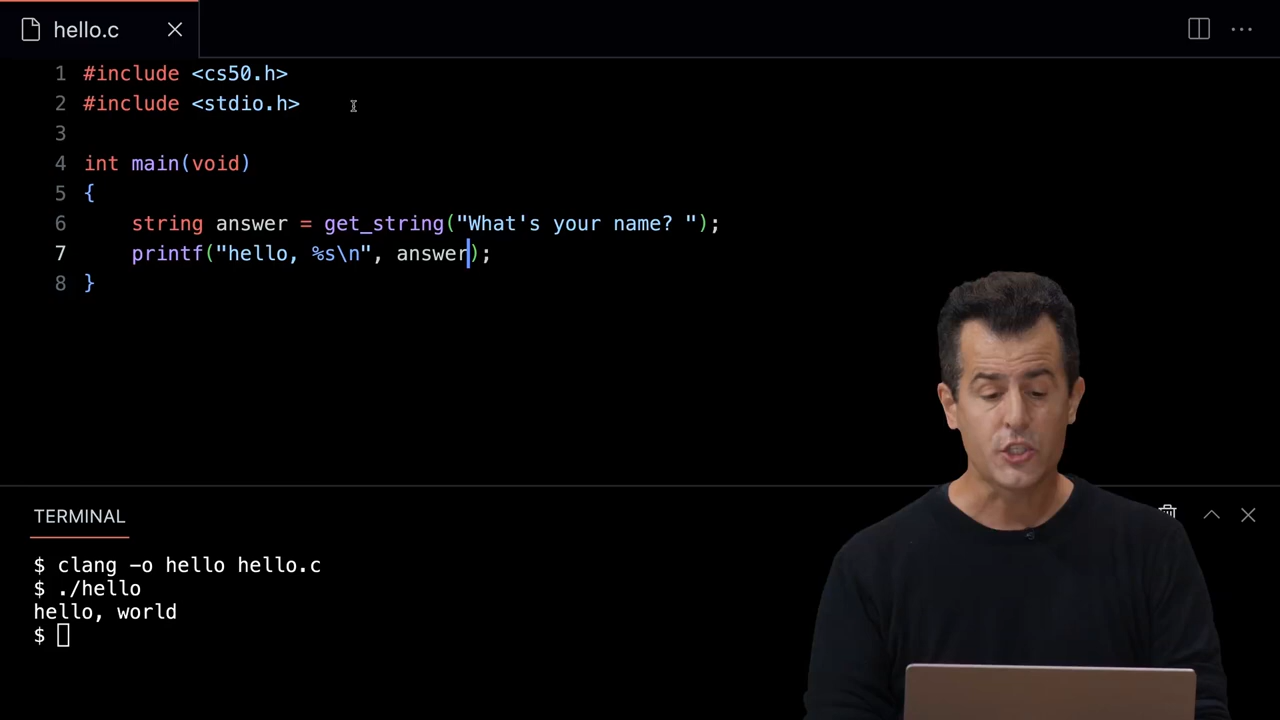 hello.c
1 #include <cs50.h>
2 #include <stdio.h>
3
4 int main(void)
5 {
6     string answer = get_string("What's your name? ");
7     printf("hello, %s\n", answer);
8 }
TERMINAL
$ clang -o hello hello.c
$ ./hello
hello, world
$